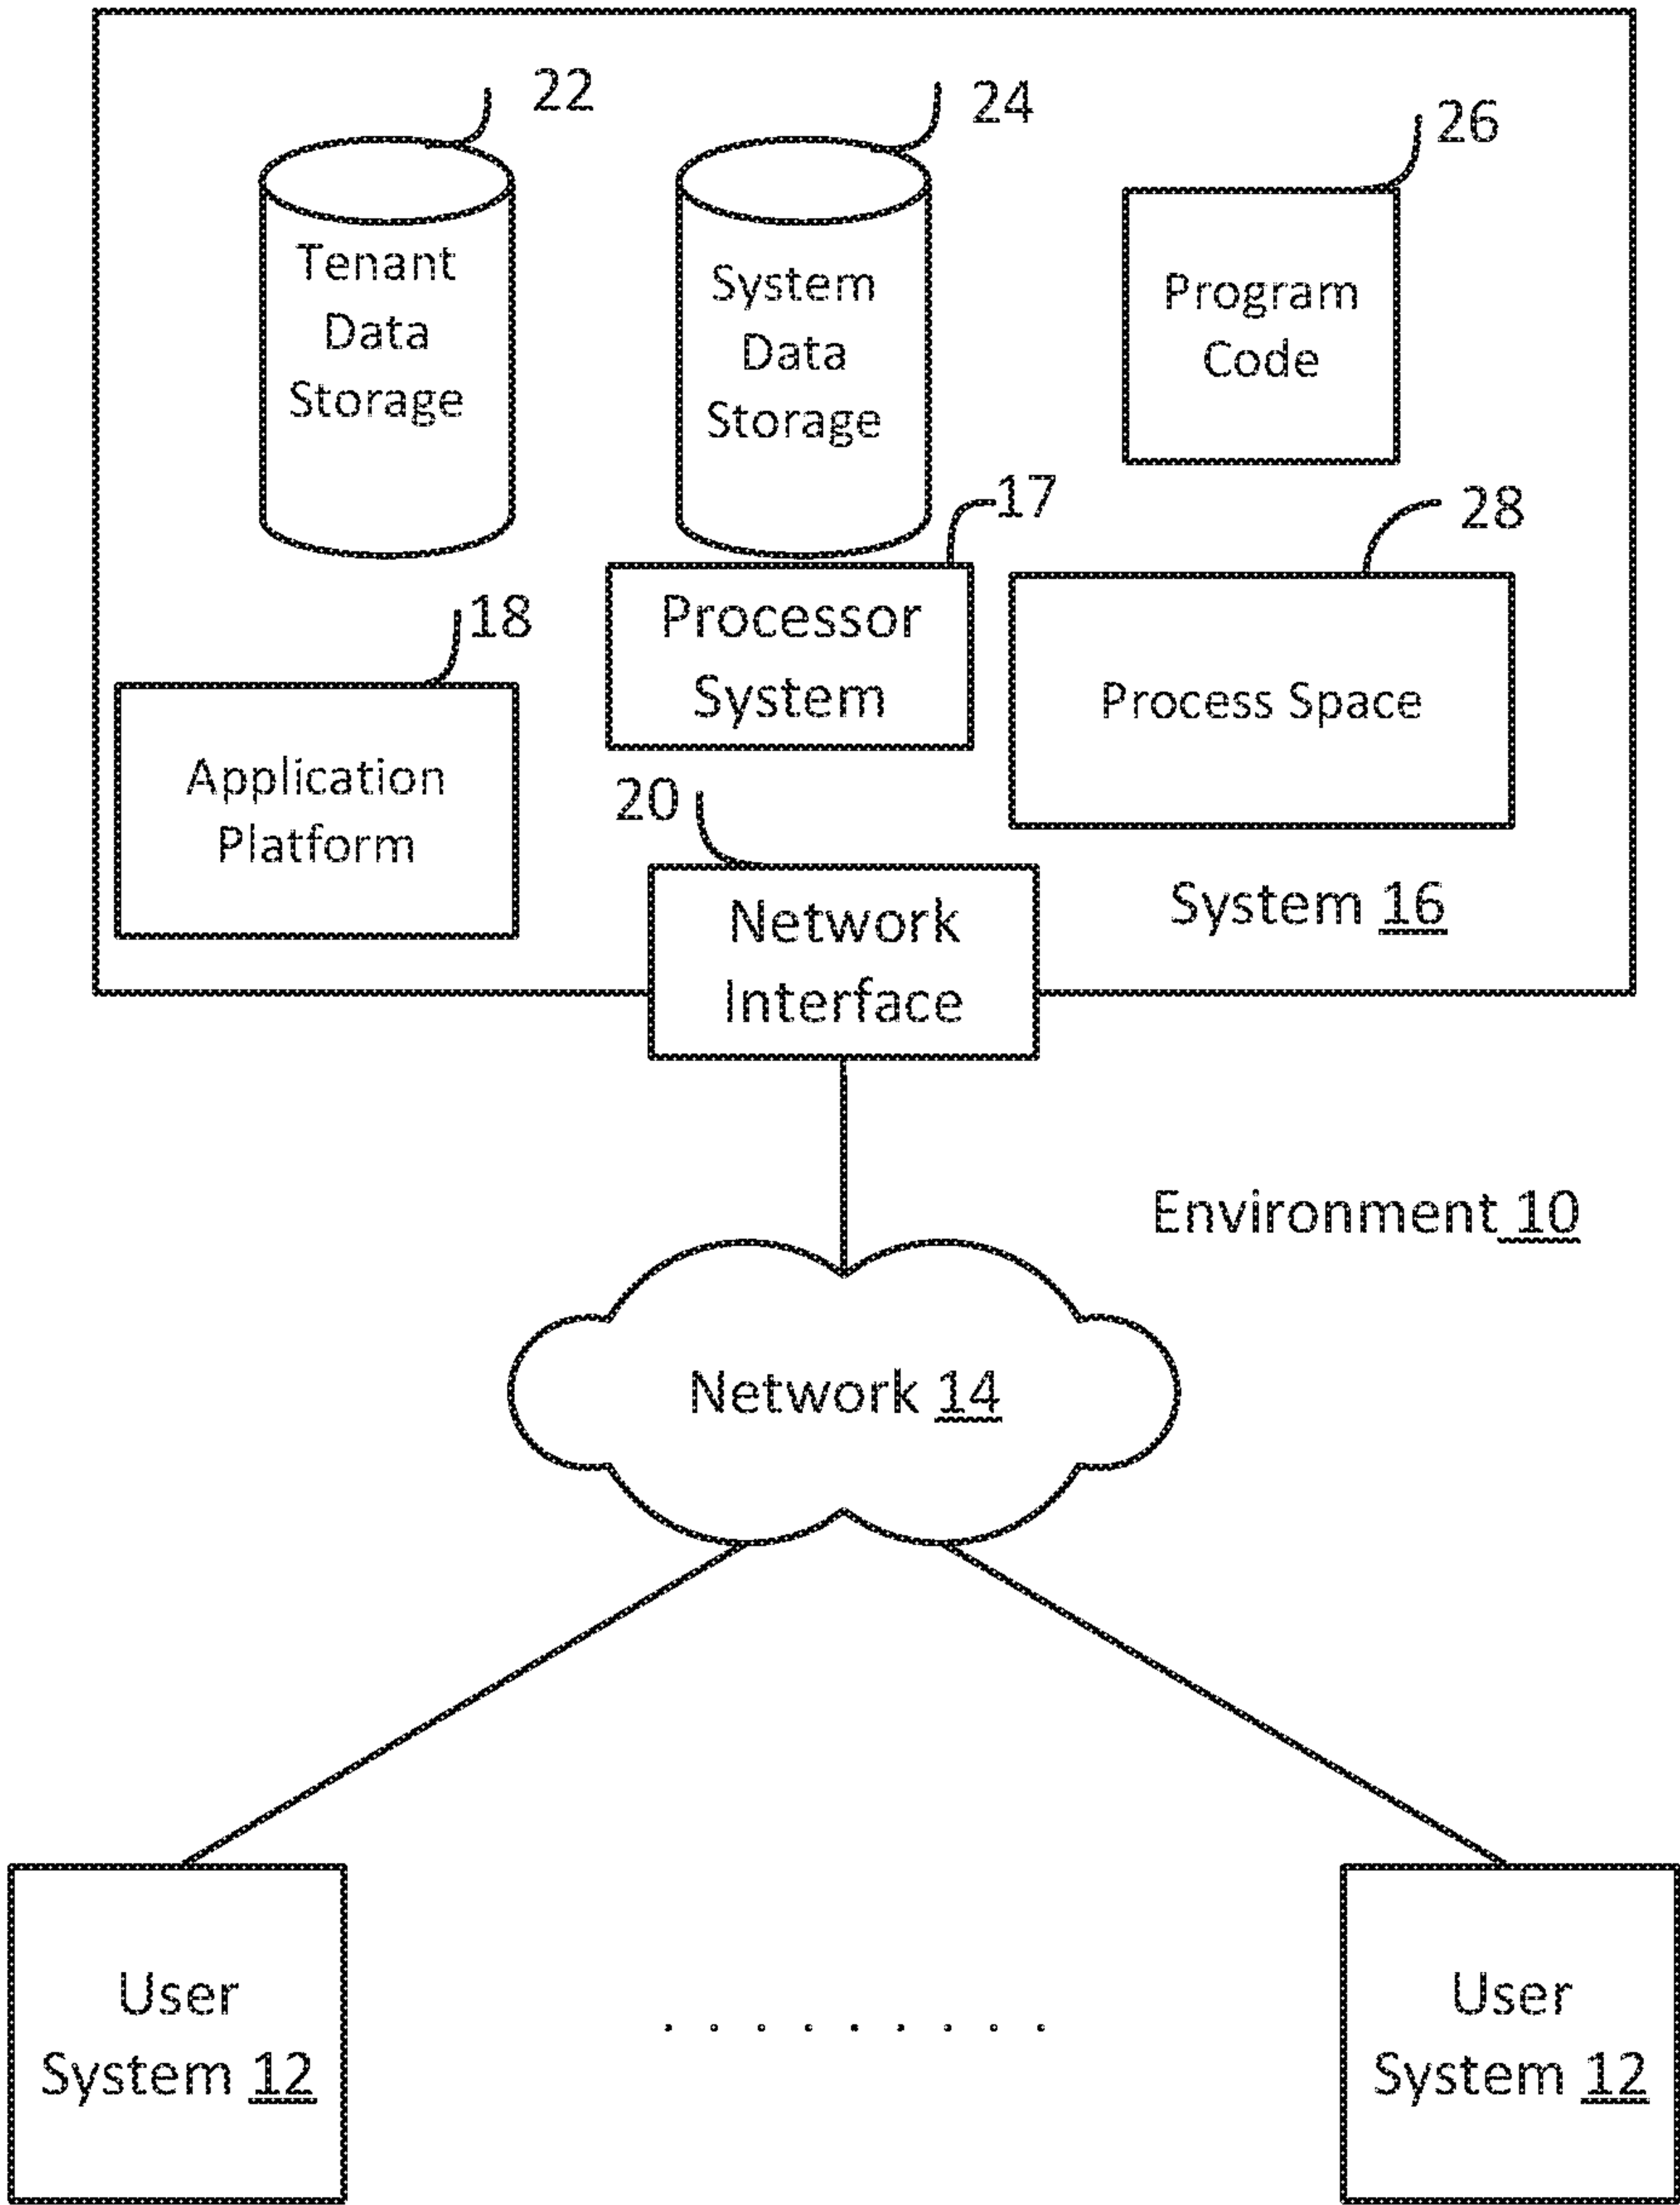 22
24
26
Tenant
Data
Storage
System
Data
Storage
Program
Code
17
28
18
Processor
System
Process Space
Application
Platform
20
Network
Interface
System 16
Environment 10
Network 14
User
System 12
.........
User
System 12